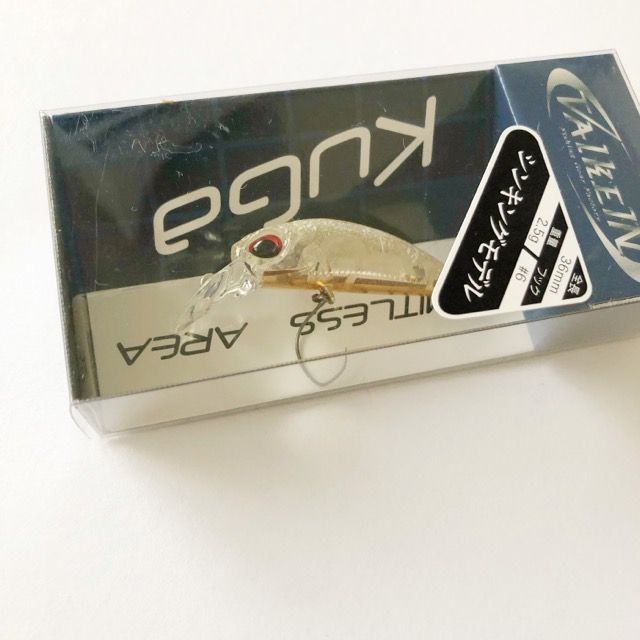 Kuga
LIMITLESS
AREA
VALKEIN
シンキングモデル
全長
36mm
重量
2.5g
フック
#6